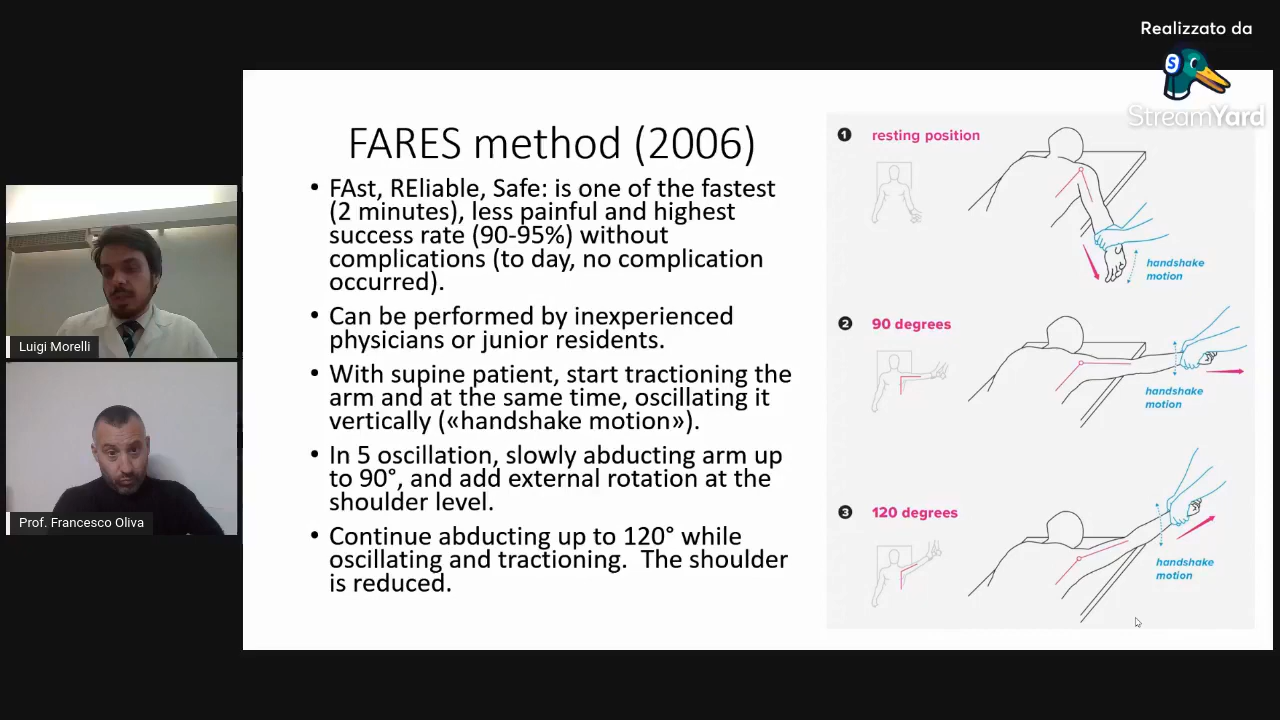 Realizzato da
StreamYard
FARES method (2006)
• FAst, REliable, Safe: is one of the fastest
(2 minutes), less painful and highest
success rate (90-95%) without
complications (to day, no complication
occurred).
• Can be performed by inexperienced
physicians or junior residents.
• With supine patient, start tractioning the
arm and at the same time, oscillating it
vertically («handshake motion»).
• In 5 oscillation, slowly abducting arm up
to 90°, and add external rotation at the
shoulder level.
• Continue abducting up to 120° while
oscillating and tractioning. The shoulder
is reduced.
1 resting position
handshake
motion
2 90 degrees
handshake
motion
3 120 degrees
handshake
motion
Luigi Morelli
Prof. Francesco Oliva